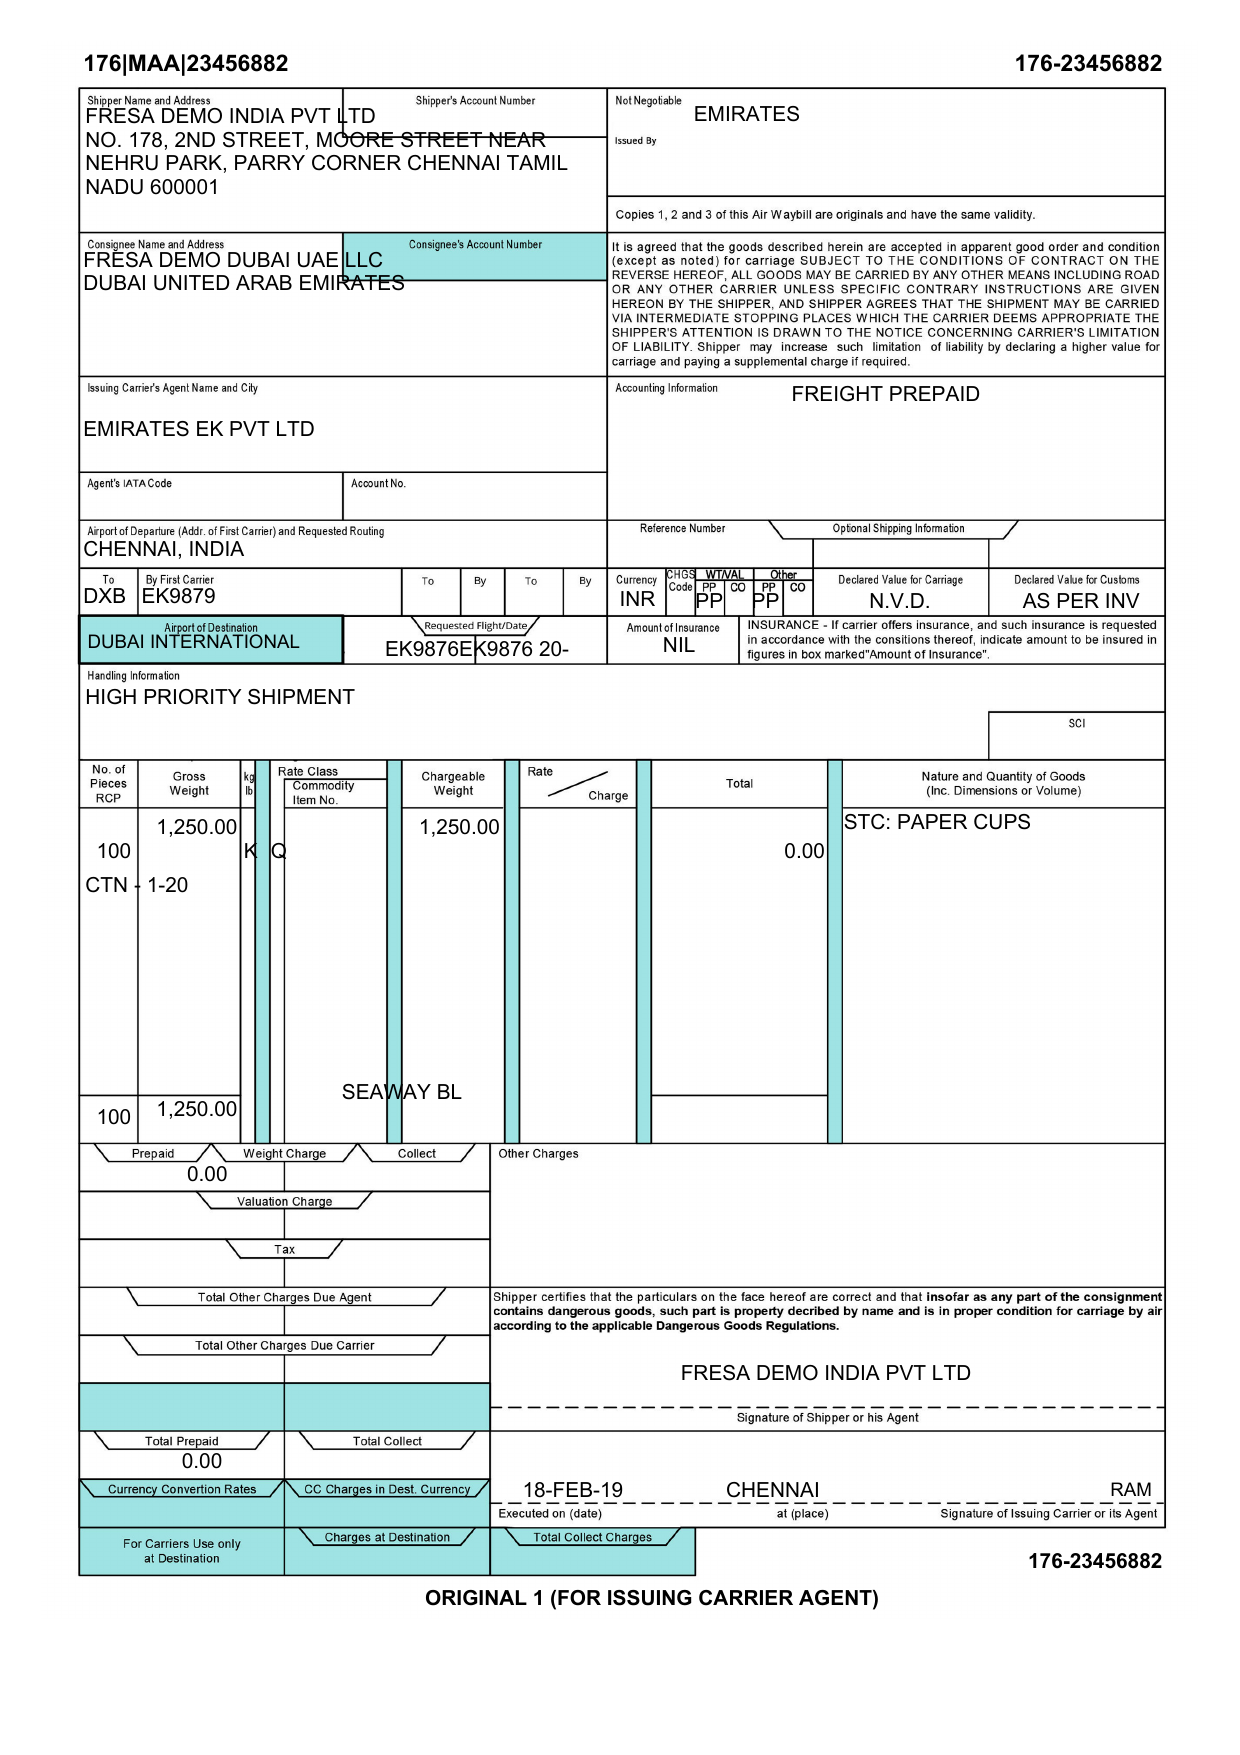 176|MAA|23456882
176-23456882
Shipper Name and Address
Shipper's Account Number
FRESA DEMO INDIA PVT LTD
NO. 178, 2ND STREET, MOORE STREET NEAR
NEHRU PARK, PARRY CORNER CHENNAI TAMIL
NADU 600001
Not Negotiable
EMIRATES
Issued By
Copies 1, 2 and 3 of this Air Waybill are originals and have the same validity.
Consignee Name and Address
Consignee's Account Number
FRESA DEMO DUBAI UAE LLC
DUBAI UNITED ARAB EMIRATES
It is agreed that the goods described herein are accepted in apparent good order and condition
(except as noted) for carriage SUBJECT TO THE CONDITIONS OF CONTRACT ON THE
REVERSE HEREOF, ALL GOODS MAY BE CARRIED BY ANY OTHER MEANS INCLUDING ROAD
OR ANY OTHER CARRIER UNLESS SPECIFIC CONTRARY INSTRUCTIONS ARE GIVEN
HEREON BY THE SHIPPER, AND SHIPPER AGREES THAT THE SHIPMENT MAY BE CARRIED
VIA INTERMEDIATE STOPPING PLACES WHICH THE CARRIER DEEMS APPROPRIATE THE
SHIPPER'S ATTENTION IS DRAWN TO THE NOTICE CONCERNING CARRIER'S LIMITATION
OF LIABILITY. Shipper may increase such limitation of liability by declaring a higher value for
carriage and paying a supplemental charge if required.
Issuing Carrier's Agent Name and City
EMIRATES EK PVT LTD
Accounting Information
FREIGHT PREPAID
Agent's IATA Code
Account No.
Airport of Departure (Addr. of First Carrier) and Requested Routing
CHENNAI, INDIA
Reference Number
Optional Shipping Information
To
DXB
By First Carrier
EK9879
To
By
To
By
Currency
INR
CHGS
Code
WT/VAL
PP
CO
PP
Other
PP
CO
PP
Declared Value for Carriage
N.V.D.
Declared Value for Customs
AS PER INV
Airport of Destination
DUBAI INTERNATIONAL
Requested Flight/Date
EK9876EK9876 20-
Amount of Insurance
NIL
INSURANCE - If carrier offers insurance, and such insurance is requested
in accordance with the consitions thereof, indicate amount to be insured in
figures in box marked"Amount of Insurance".
Handling Information
HIGH PRIORITY SHIPMENT
SCI
No. of
Pieces
RCP
Gross
Weight
kg
lb
Rate Class
Commodity
Item No.
Chargeable
Weight
Rate
Charge
Total
Nature and Quantity of Goods
(Inc. Dimensions or Volume)
1,250.00
1,250.00
STC: PAPER CUPS
100
K
Q
0.00
CTN - 1-20
SEAWAY BL
100
1,250.00
Prepaid
Weight Charge
Collect
Other Charges
0.00
Valuation Charge
Tax
Total Other Charges Due Agent
Shipper certifies that the particulars on the face hereof are correct and that insofar as any part of the consignment
contains dangerous goods, such part is property decribed by name and is in proper condition for carriage by air
according to the applicable Dangerous Goods Regulations.
Total Other Charges Due Carrier
FRESA DEMO INDIA PVT LTD
Signature of Shipper or his Agent
Total Prepaid
Total Collect
0.00
Currency Convertion Rates
CC Charges in Dest. Currency
18-FEB-19
CHENNAI
RAM
Executed on (date)
at (place)
Signature of Issuing Carrier or its Agent
For Carriers Use only
at Destination
Charges at Destination
Total Collect Charges
176-23456882
ORIGINAL 1 (FOR ISSUING CARRIER AGENT)